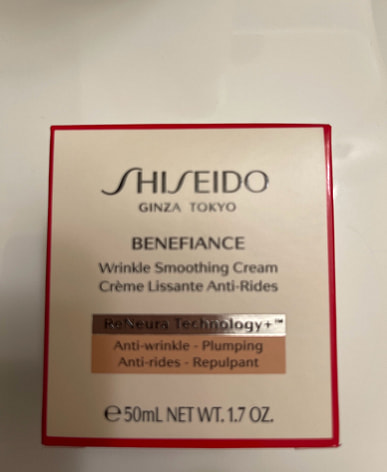 SHISEIDO
GINZA TOKYO
BENEFIANCE
Wrinkle Smoothing Cream
Crème Lissante Anti-Rides
ReNeura Technology+™
Anti-wrinkle - Plumping
Anti-rides - Repulpant
℮50mL NET WT. 1.7 OZ.